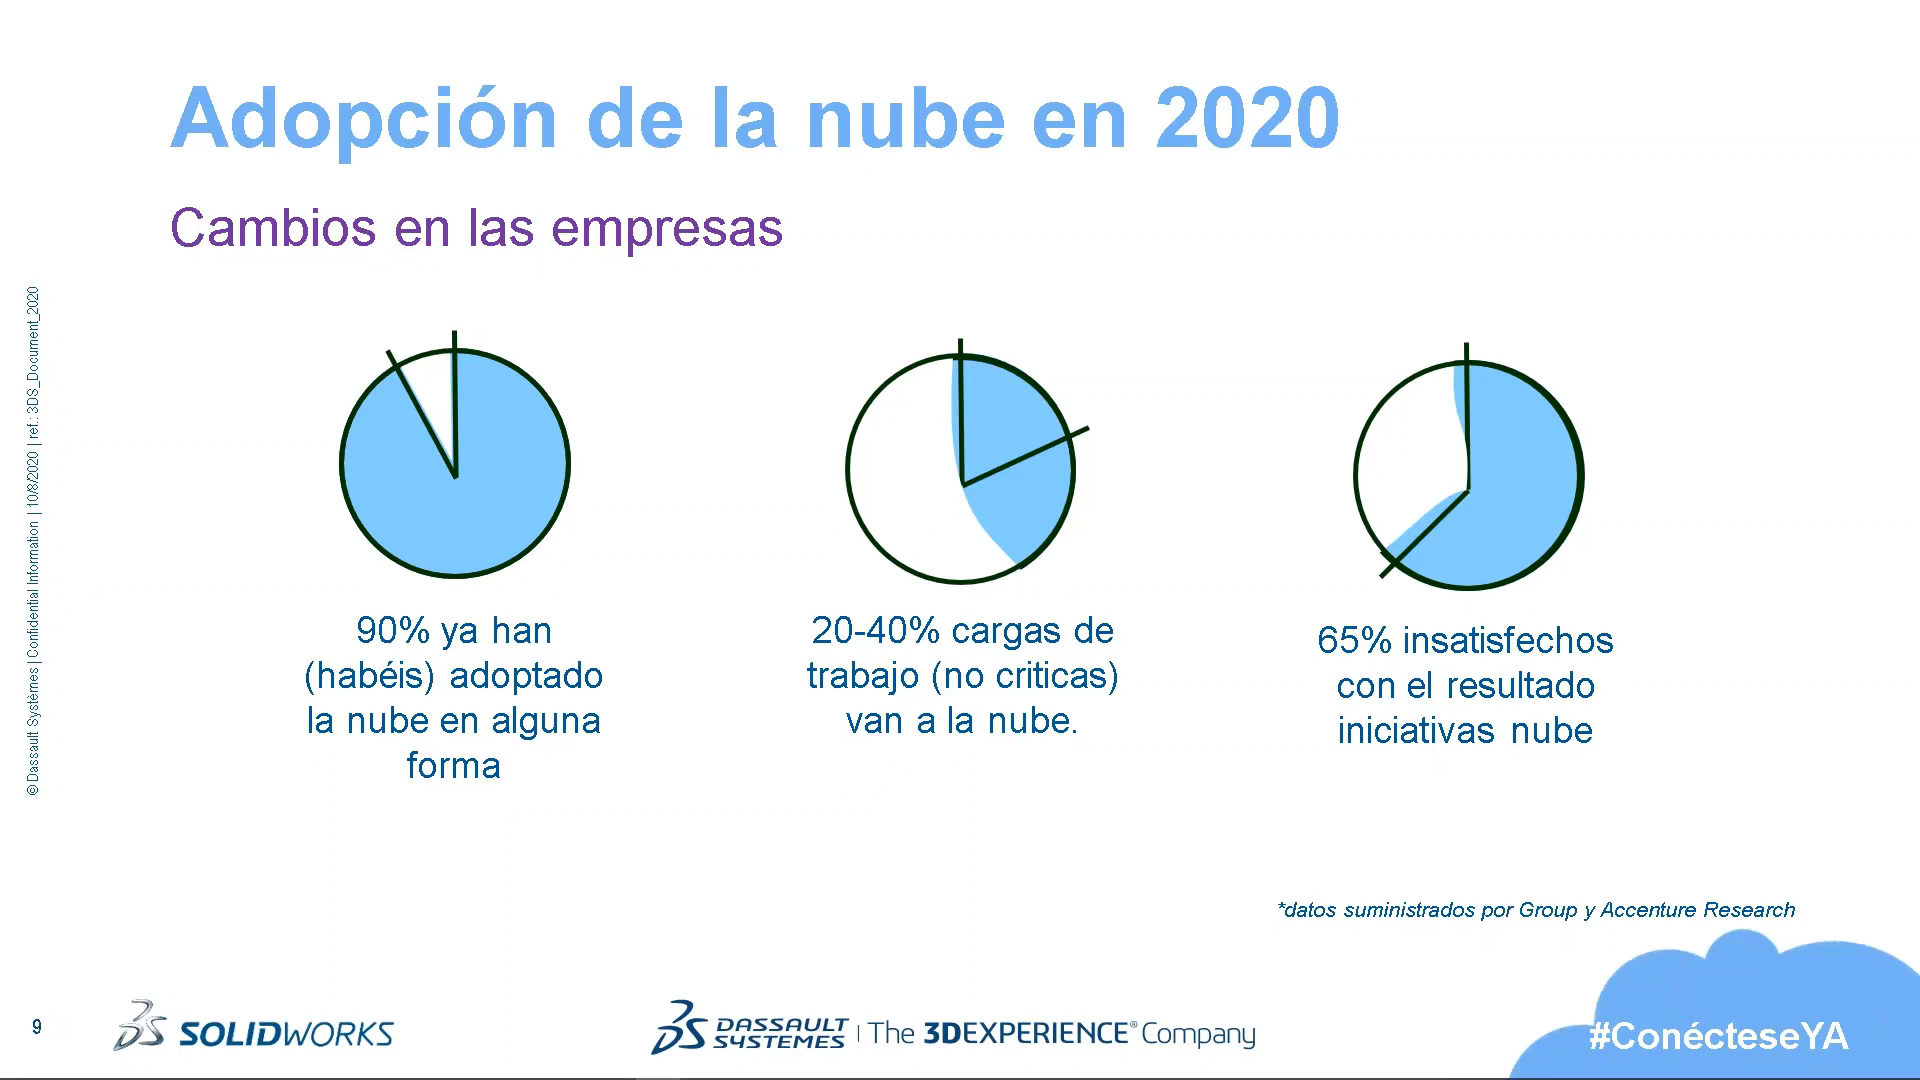 Adopción de la nube en 2020
Cambios en las empresas
© Dassault Systèmes | Confidential Information | 10/8/2020 | ref.: 3DS_Document_2020
90% ya han
(habéis) adoptado
la nube en alguna
forma
20-40% cargas de
trabajo (no criticas)
van a la nube.
65% insatisfechos
con el resultado
iniciativas nube
*datos suministrados por Group y Accenture Research
9
SOLIDWORKS
DASSAULT
SYSTEMES
The 3DEXPERIENCE® Company
#ConécteseYA